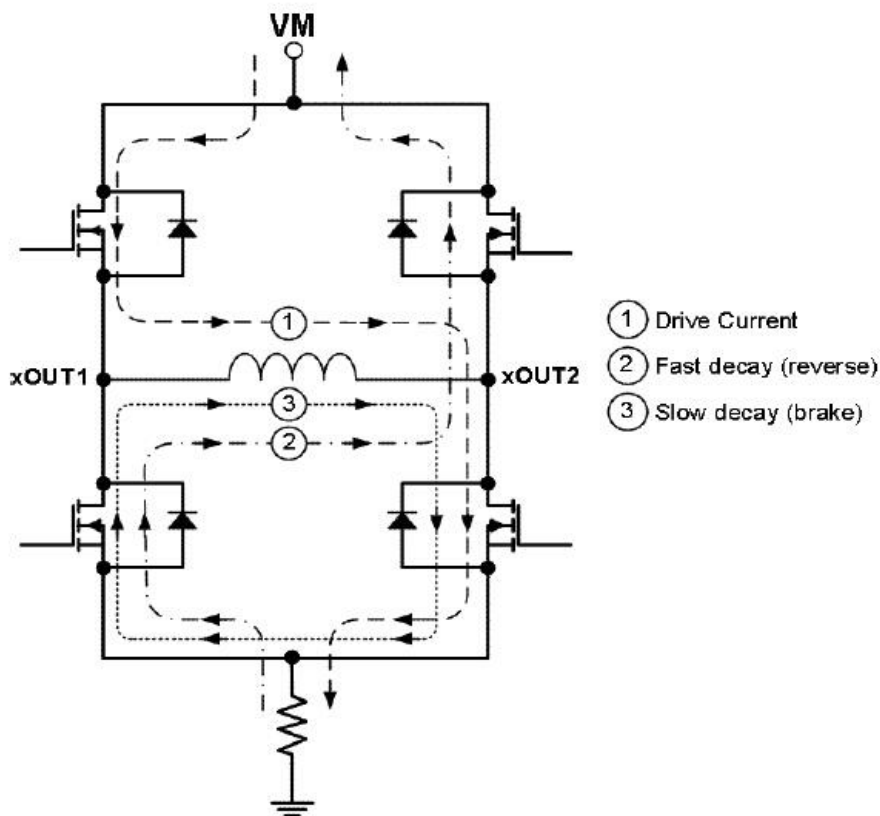 VM
1
xOUT1
xOUT2
3
2
1 Drive Current
2 Fast decay (reverse)
3 Slow decay (brake)